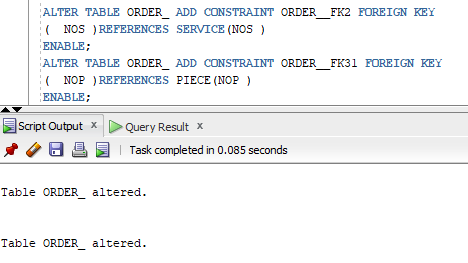 ALTER TABLE ORDER_ ADD CONSTRAINT ORDER__FK2 FOREIGN KEY
( NOS )REFERENCES SERVICE(NOS )
ENABLE;
ALTER TABLE ORDER_ ADD CONSTRAINT ORDER__FK31 FOREIGN KEY
( NOP )REFERENCES PIECE(NOP )
ENABLE;
Script Output x Query Result x
Task completed in 0.085 seconds
Table ORDER_ altered.
Table ORDER_ altered.